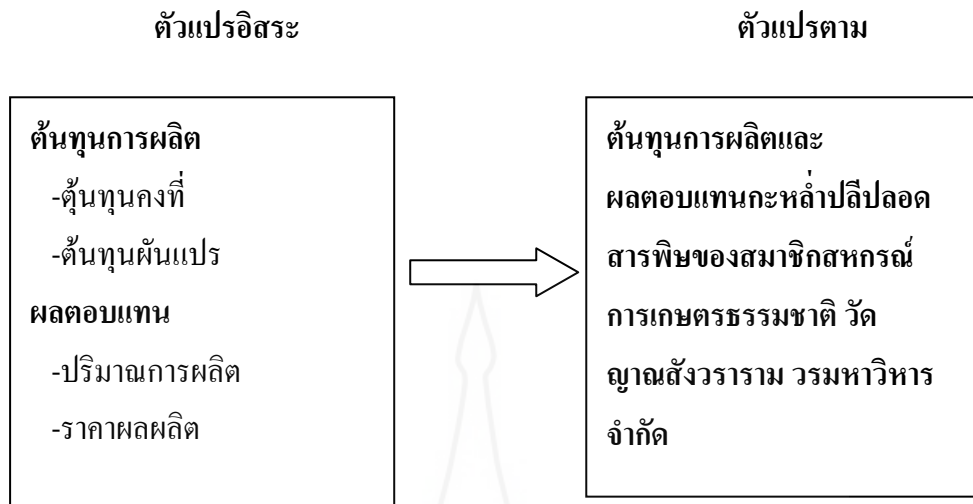 ตัวแปรอิสระ
ตัวแปรตาม
ต้นทุนการผลิต
-ตุ้นทุนคงที่
-ต้นทุนผันแปร
ผลตอบแทน
-ปริมาณการผลิต
-ราคาผลผลิต
ต้นทุนการผลิตและ
ผลตอบแทนกะหล่ำปลีปลอด
สารพิษของสมาชิกสหกรณ์
การเกษตรธรรมชาติ วัด
ญาณสังวราราม วรมหาวิหาร
จำกัด